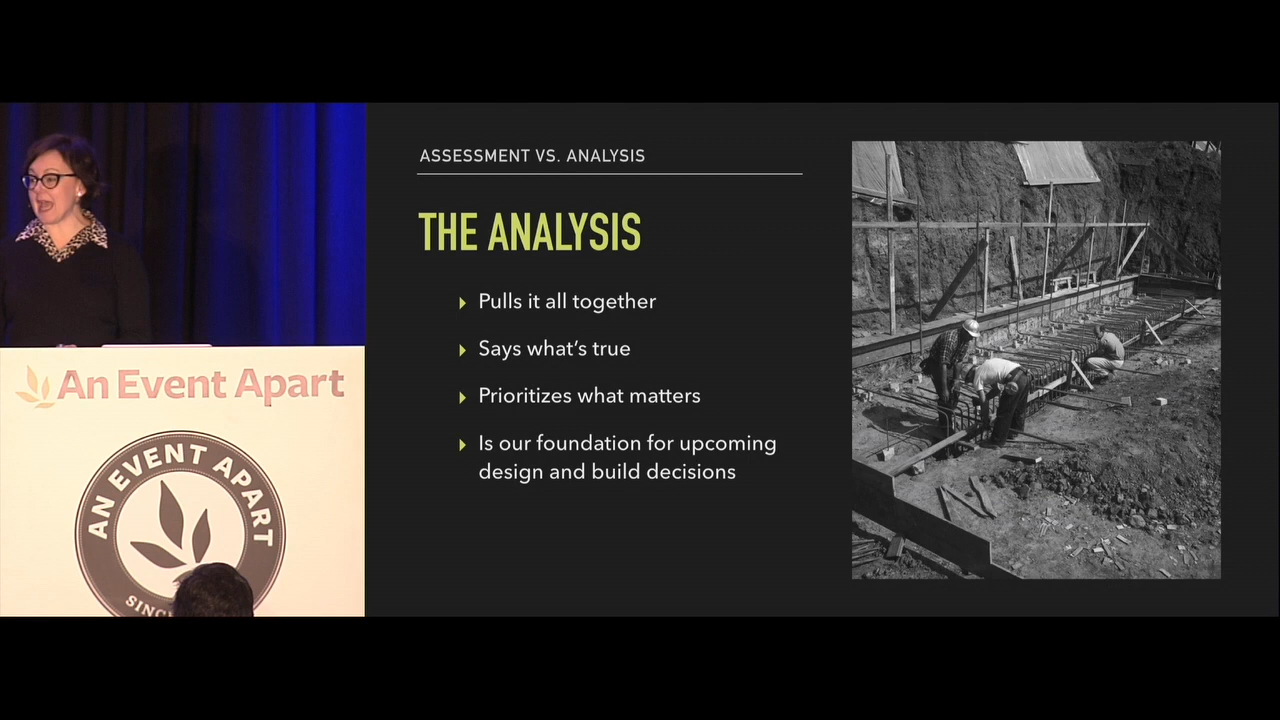 ASSESSMENT VS. ANALYSIS
THE ANALYSIS
Pulls it all together
Says what's true
Prioritizes what matters
Is our foundation for upcoming
design and build decisions
An Event Apart
AN EVENT APART